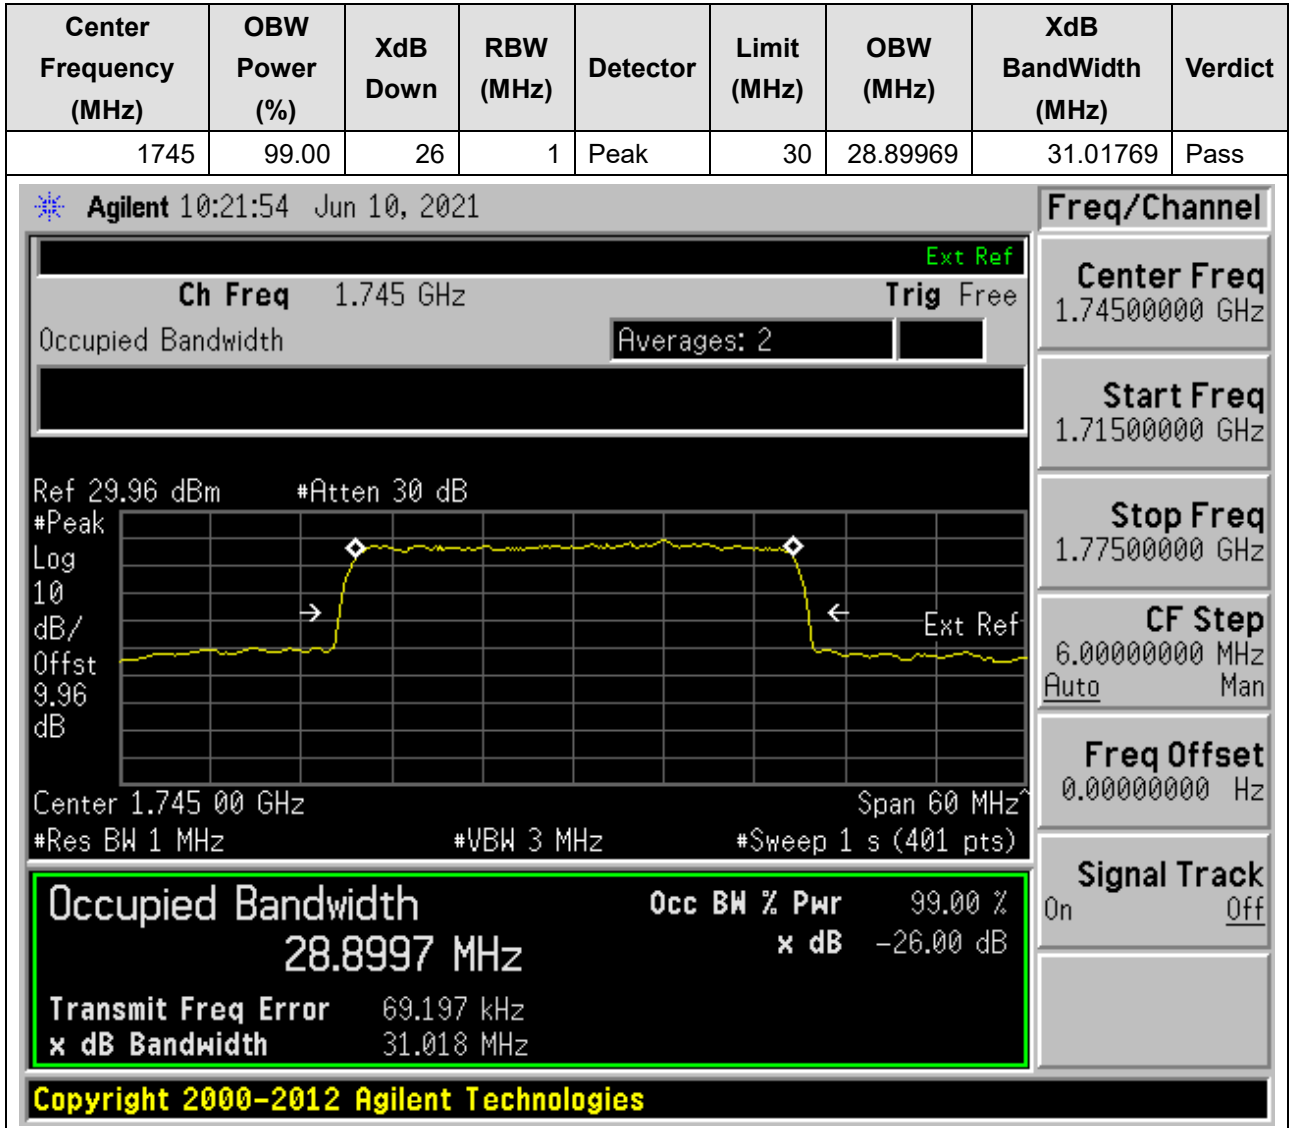 Center Frequency (MHz) OBW Power (%) XdB Down RBW (MHz) Detector Limit (MHz) OBW (MHz) XdB BandWidth (MHz) Verdict
1745 99.00 26 1 Peak 30 28.89969 31.01769 Pass
Agilent 10:21:54 Jun 10, 2021
Freq/Channel
Ext Ref
Ch Freq 1.745 GHz Trig Free
Occupied Bandwidth Averages: 2
Ref 29.96 dBm #Atten 30 dB
#Peak
Log
10
dB/
Offst
9.96
dB
Ext Ref
Center 1.745 00 GHz Span 60 MHz^
#Res BW 1 MHz #VBW 3 MHz #Sweep 1 s (401 pts)
Occupied Bandwidth
28.8997 MHz
Occ BW % Pwr 99.00 %
x dB -26.00 dB
Transmit Freq Error 69.197 kHz
x dB Bandwidth 31.018 MHz
Center Freq
1.74500000 GHz
Start Freq
1.71500000 GHz
Stop Freq
1.77500000 GHz
CF Step
6.00000000 MHz
Auto Man
Freq Offset
0.00000000 Hz
Signal Track
On Off
Copyright 2000-2012 Agilent Technologies